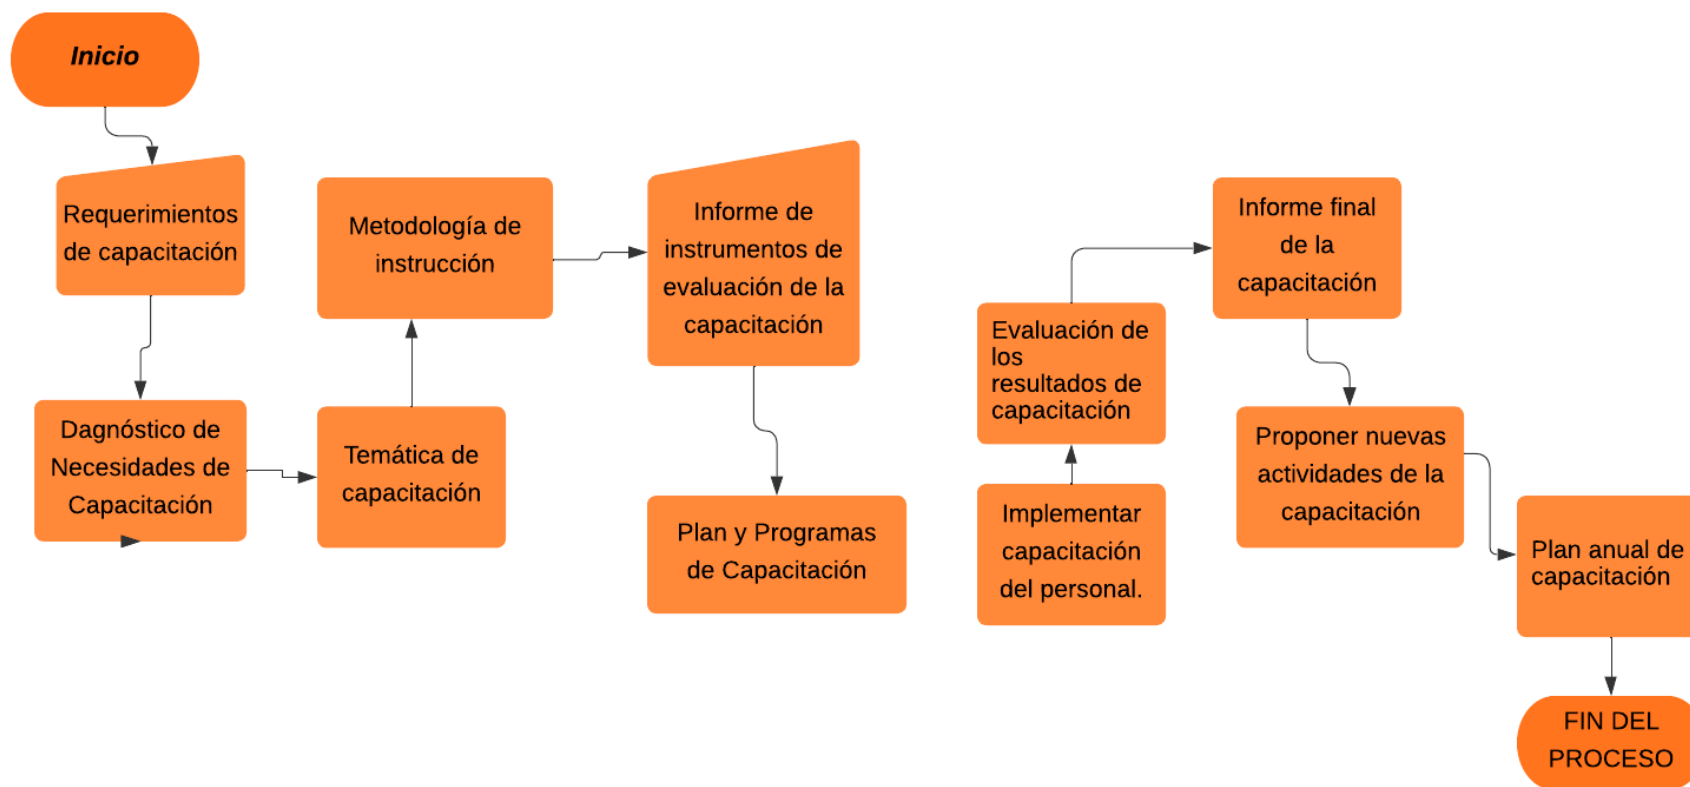 Inicio
Requerimientos
de capacitación
Dagnóstico de
Necesidades de
Capacitación
Temática de
capacitación
Metodología de
instrucción
Informe de
instrumentos de
evaluación de la
capacitación
Plan y Programas
de Capacitación
Implementar
capacitación
del personal.
Evaluación de
los
resultados de
capacitación
Informe final
de la
capacitación
Proponer nuevas
actividades de la
capacitación
Plan anual de
capacitación
FIN DEL
PROCESO